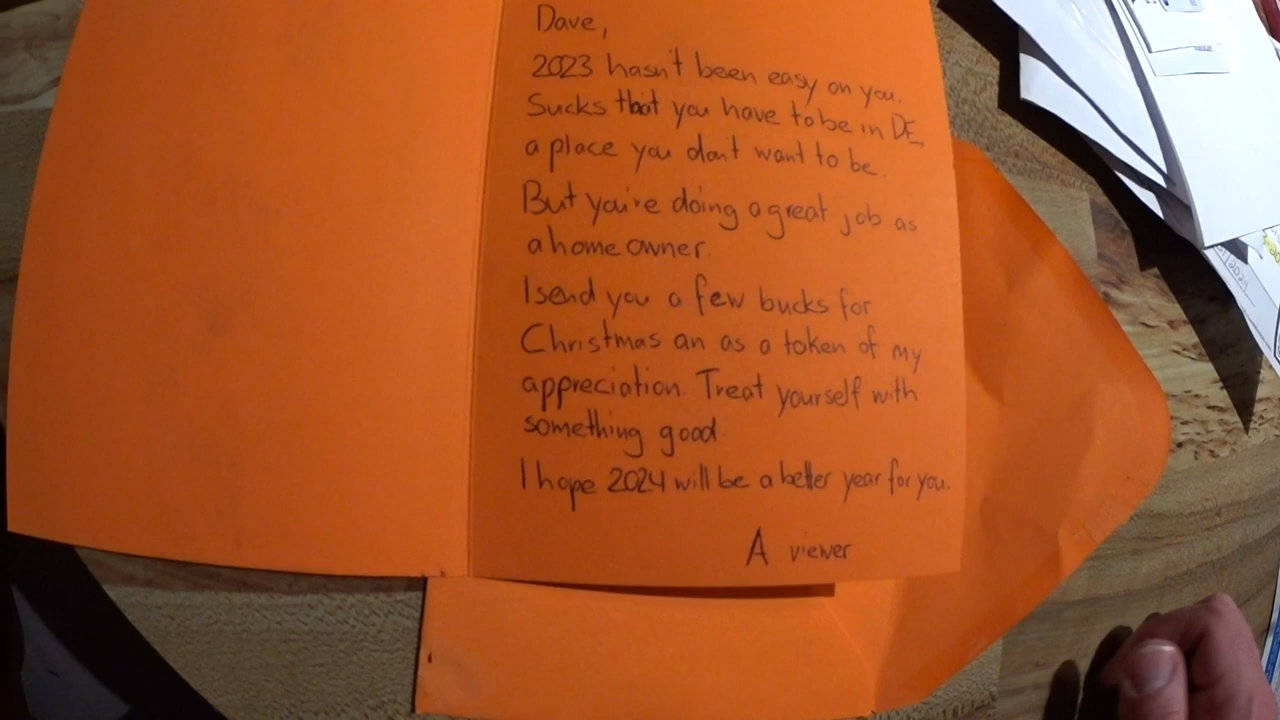 Dave,
2023 hasn't been easy on you.
Sucks that you have to be in DE,
a place you don't want to be.
But you're doing a great job as
a home owner.
I send you a few bucks for
Christmas an as a token of my
appreciation. Treat yourself with
something good.
I hope 2024 will be a better year for you.
A viewer